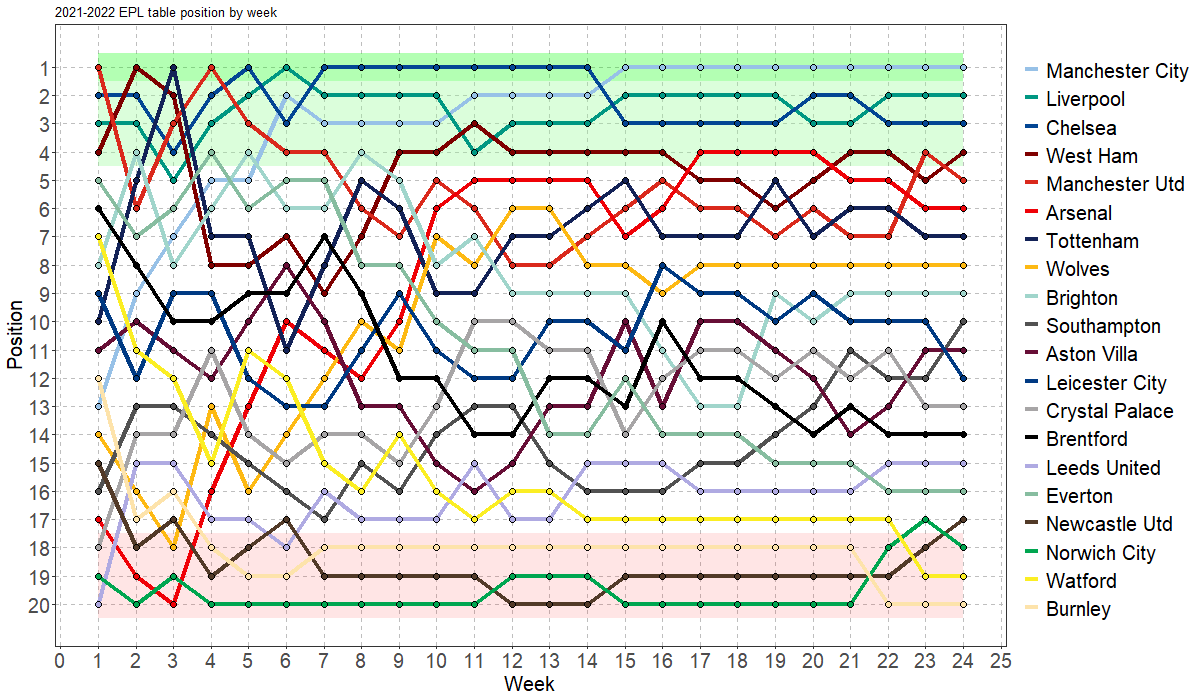 2021-2022 EPL table position by week
Position
1
2
3
4
5
6
7
8
9
10
11
12
13
14
15
16
17
18
19
20
0 1 2 3 4 5 6 7 8 9 10 11 12 13 14 15 16 17 18 19 20 21 22 23 24 25
Week
Manchester City
Liverpool
Chelsea
West Ham
Manchester Utd
Arsenal
Tottenham
Wolves
Brighton
Southampton
Aston Villa
Leicester City
Crystal Palace
Brentford
Leeds United
Everton
Newcastle Utd
Norwich City
Watford
Burnley